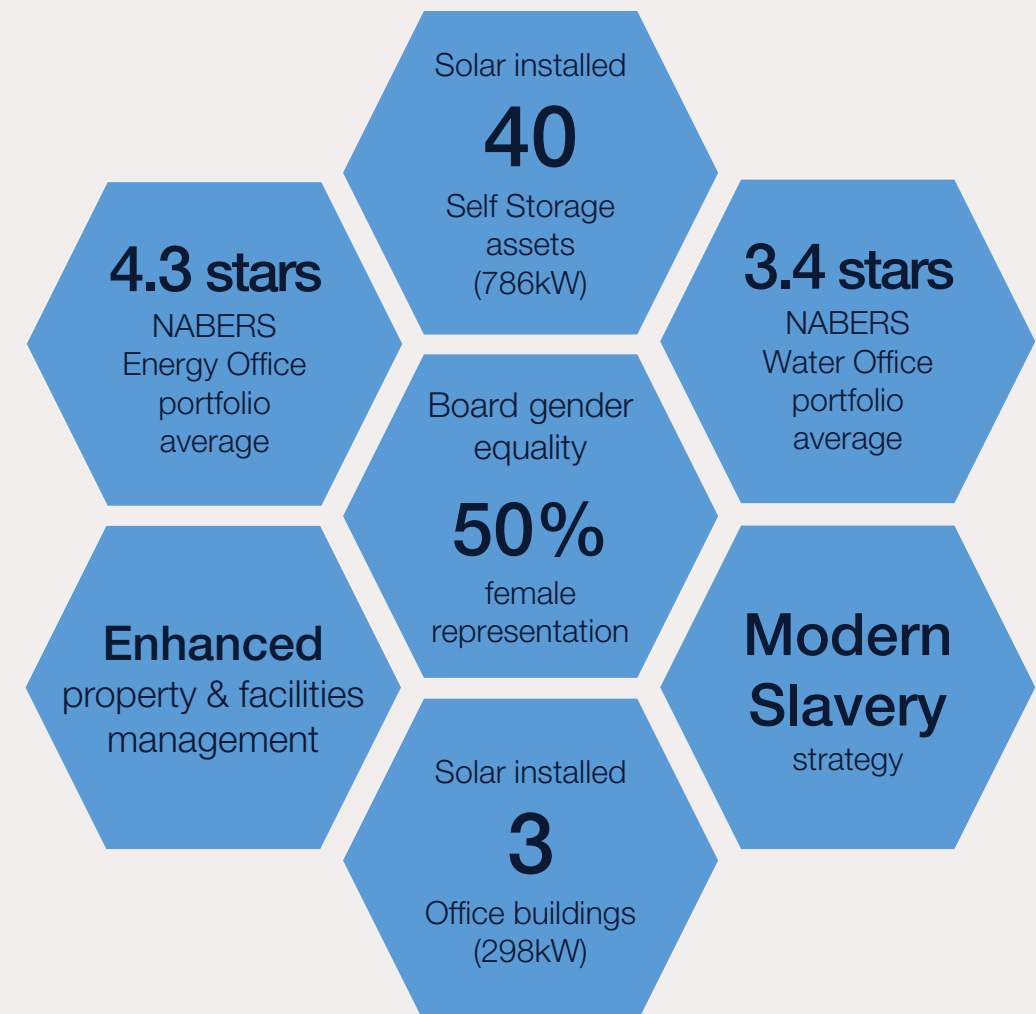 Solar installed
40
Self Storage
assets
(786kW)
4.3 stars
NABERS
Energy Office
portfolio
average
3.4 stars
NABERS
Water Office
portfolio
average
Board gender
equality
50%
female
representation
Enhanced
property & facilities
management
Modern
Slavery
strategy
Solar installed
3
Office buildings
(298kW)